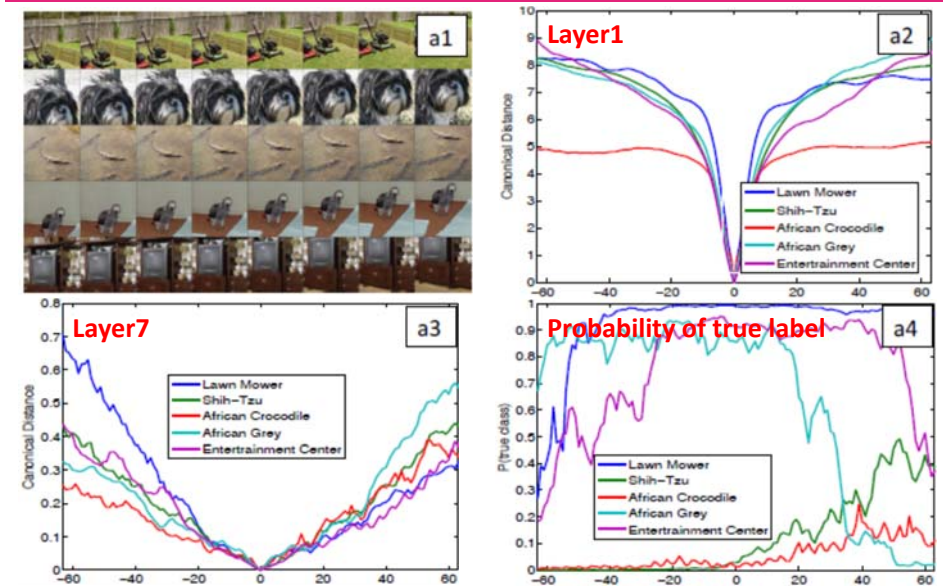 a1
Layer1
a2
10
9
8
7
6
5
4
3
2
1
0
Canonical Distance
Lawn Mower
Shih-Tzu
African Crocodile
African Grey
Entertrainment Center
-60 -40 -20 0 20 40 60
Layer7
a3
0.8
0.7
0.6
0.5
0.4
0.3
0.2
0.1
0
Canonical Distance
Lawn Mower
Shih-Tzu
African Crocodile
African Grey
Entertrainment Center
-60 -40 -20 0 20 40 60
Probability of true label
a4
1
0.9
0.8
0.7
0.6
0.5
0.4
0.3
0.2
0.1
0
P(true class)
Lawn Mower
Shih-Tzu
African Crocodile
African Grey
Entertrainment Center
-60 -40 -20 0 20 40 60